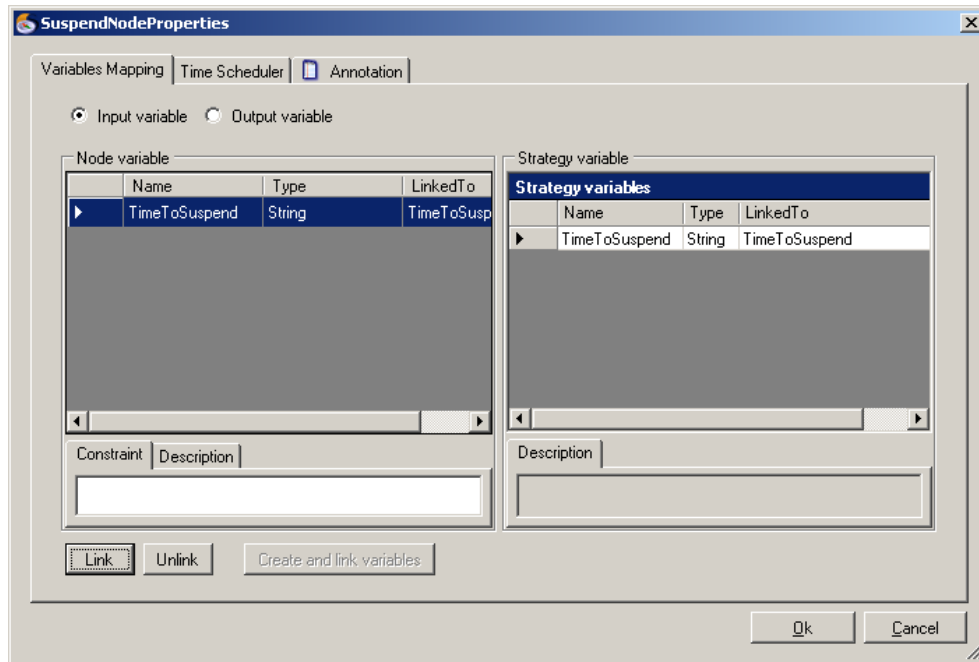 SuspendNodeProperties
Variables Mapping Time Scheduler Annotation
Input variable Output variable
Node variable
Name Type LinkedTo
TimeToSuspend String TimeToSusp
Strategy variable
Strategy variables
Name Type LinkedTo
TimeToSuspend String TimeToSuspend
Constraint Description
Description
Link Unlink Create and link variables
Ok Cancel